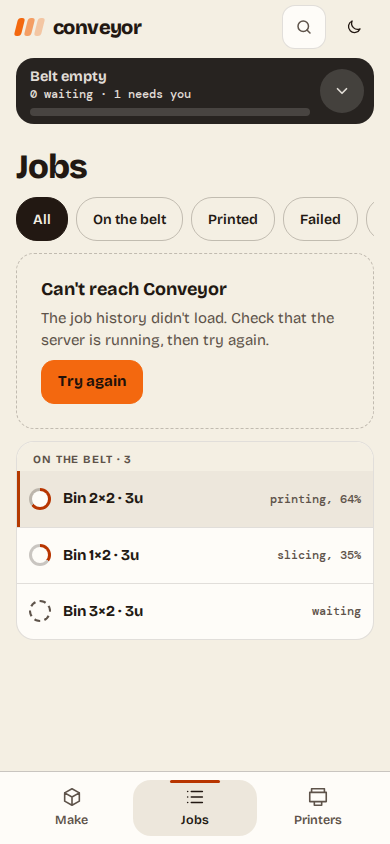 conveyor
Belt empty
0 waiting · 1 needs you
Jobs
All
On the belt
Printed
Failed
Can't reach Conveyor
The job history didn't load. Check that the
server is running, then try again.
Try again
ON THE BELT · 3
Bin 2×2 · 3u
printing, 64%
Bin 1×2 · 3u
slicing, 35%
Bin 3×2 · 3u
waiting
Make
Jobs
Printers